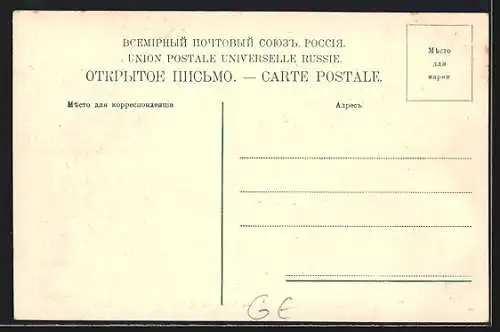 ВСЕМІРНЫЙ ПОЧТОВЫЙ СОЮЗЪ. РОССІЯ.
UNION POSTALE UNIVERSELLE RUSSIE.
ОТКРЫТОЕ ПИСЬМО. — CARTE POSTALE.
Мѣсто
для
марки
Мѣсто для корреспонденціи
Адресъ
6€